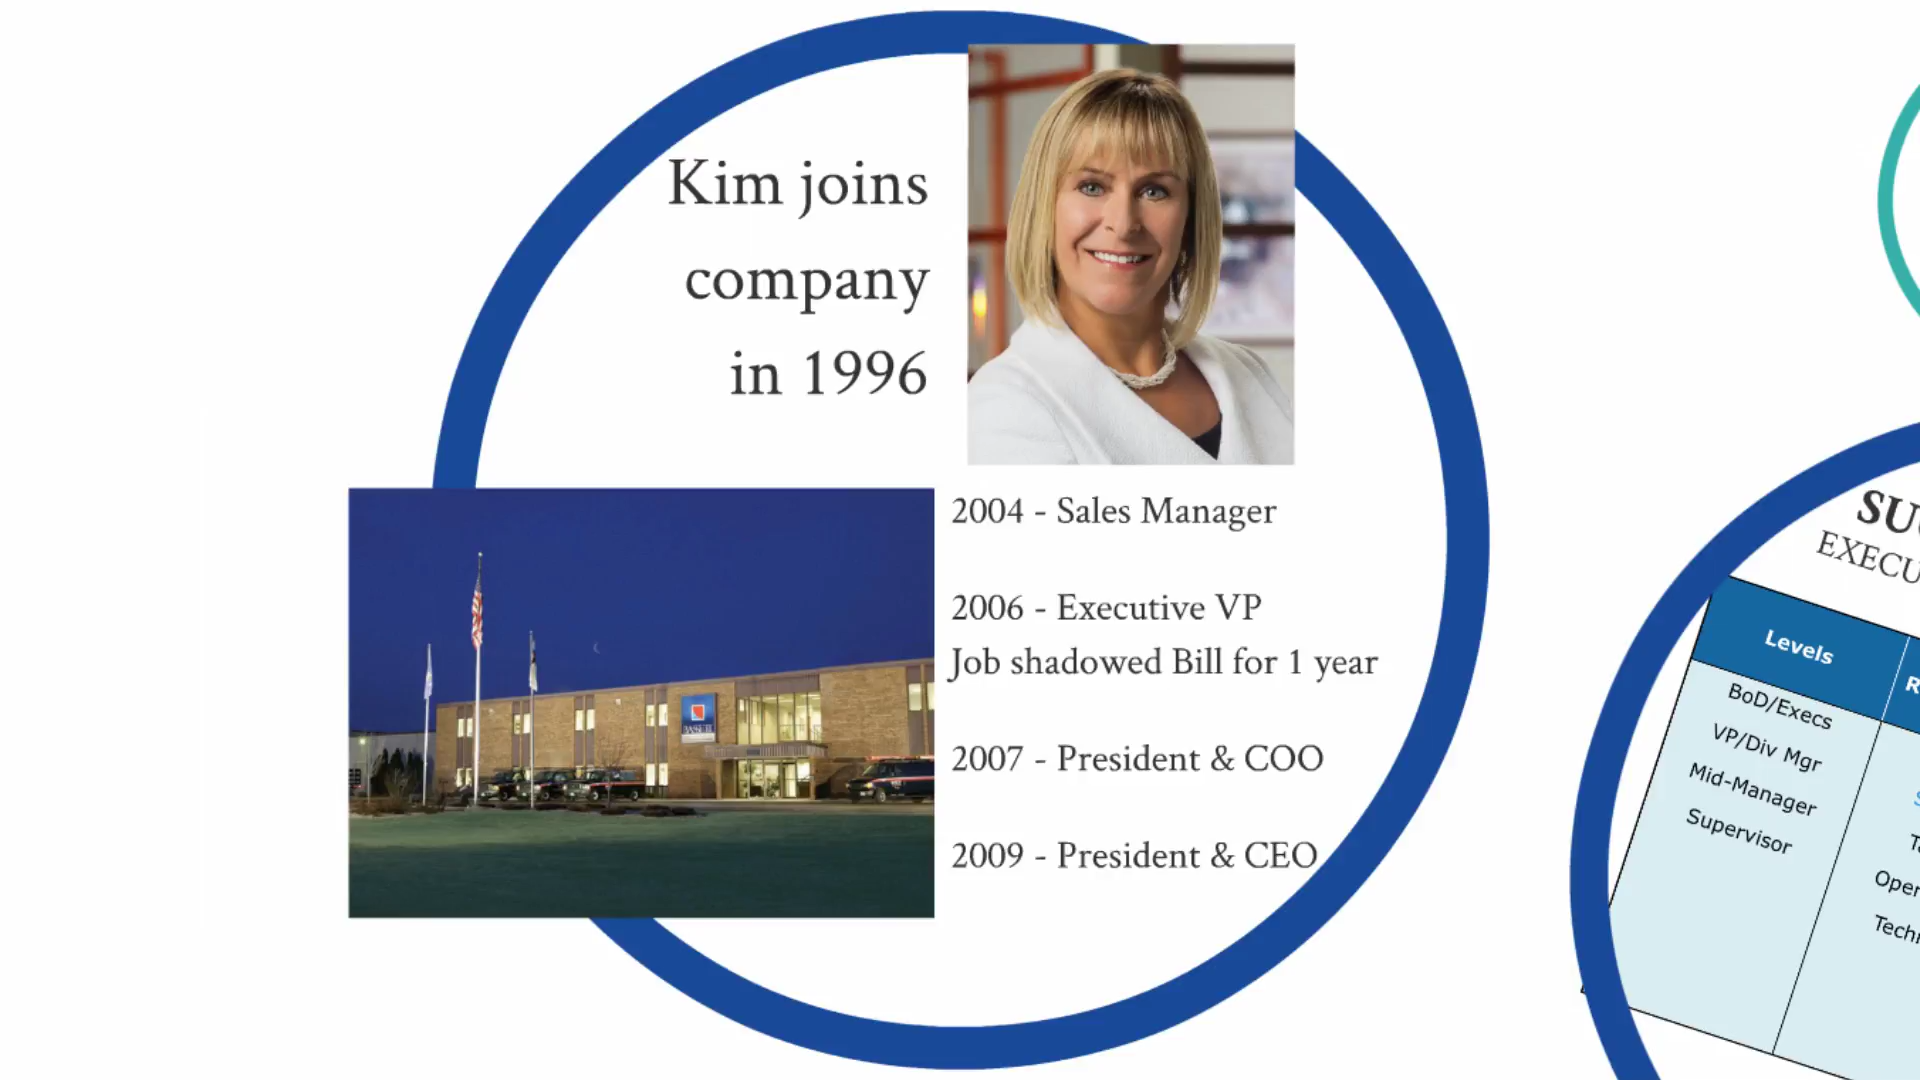 Kim joins
company
in 1996
2004 - Sales Manager
2006 - Executive VP
Job shadowed Bill for 1 year
2007 - President & COO
2009 - President & CEO
Levels
BoD/Execs
VP/Div Mgr
Mid-Manager
Supervisor